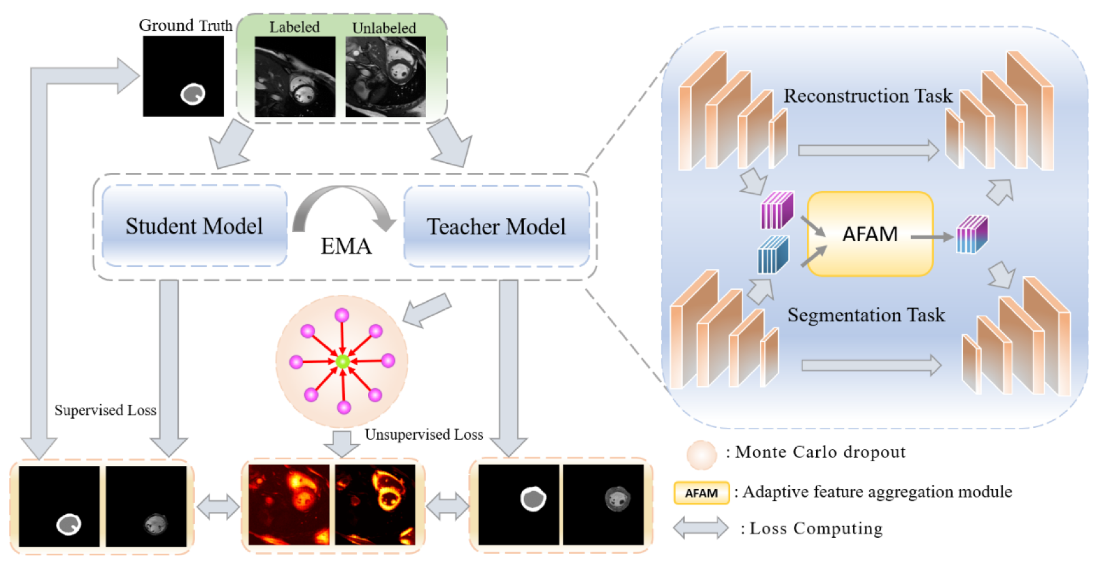 Ground Truth
Labeled
Unlabeled
Student Model
EMA
Teacher Model
Supervised Loss
Unsupervised Loss
Reconstruction Task
AFAM
Segmentation Task
: Monte Carlo dropout
AFAM : Adaptive feature aggregation module
: Loss Computing